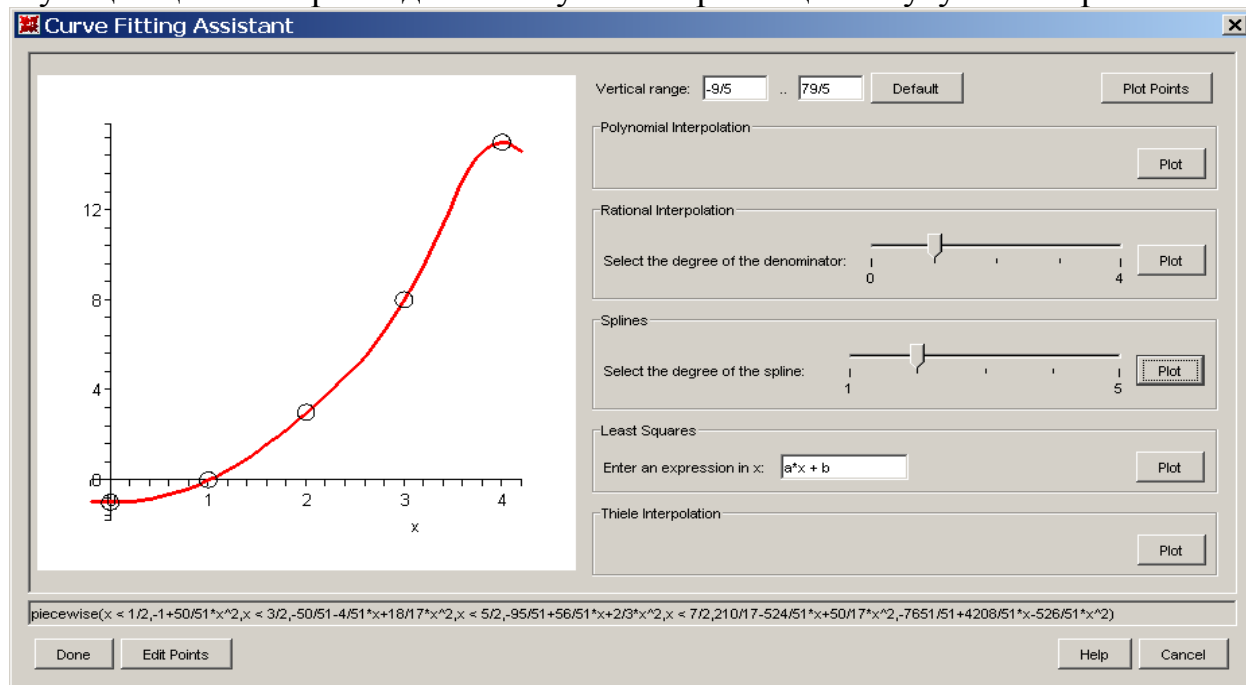 Curve Fitting Assistant
Vertical range: -9/5 .. 79/5 Default Plot Points
Polynomial Interpolation
Plot
Rational Interpolation
Select the degree of the denominator: 0 4 Plot
Splines
Select the degree of the spline: 1 5 Plot
Least Squares
Enter an expression in x: a*x + b Plot
Thiele Interpolation
Plot
12
8
4
0
0 1 2 3 4
x
piecewise(x < 1/2,-1+50/51*x^2,x < 3/2,-50/51-4/51*x+18/17*x^2,x < 5/2,-95/51+56/51*x+2/3*x^2,x < 7/2,210/17-524/51*x+50/17*x^2,-7651/51+4208/51*x-526/51*x^2)
Done Edit Points Help Cancel